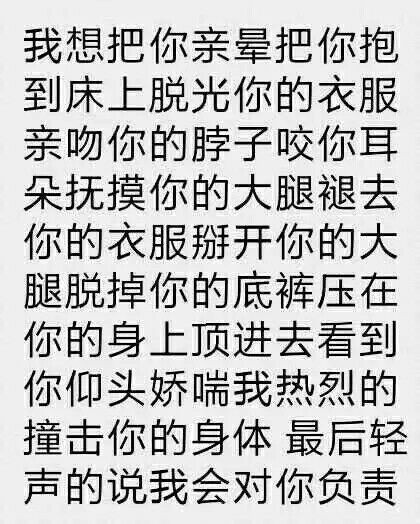 我想把你亲晕把你抱
到床上脱光你的衣服
亲吻你的脖子咬你耳
朵抚摸你的大腿褪去
你的衣服掰开你的大
腿脱掉你的底裤压在
你的身上顶进去看到
你仰头娇喘我热烈的
撞击你的身体 最后轻
声的说我会对你负责